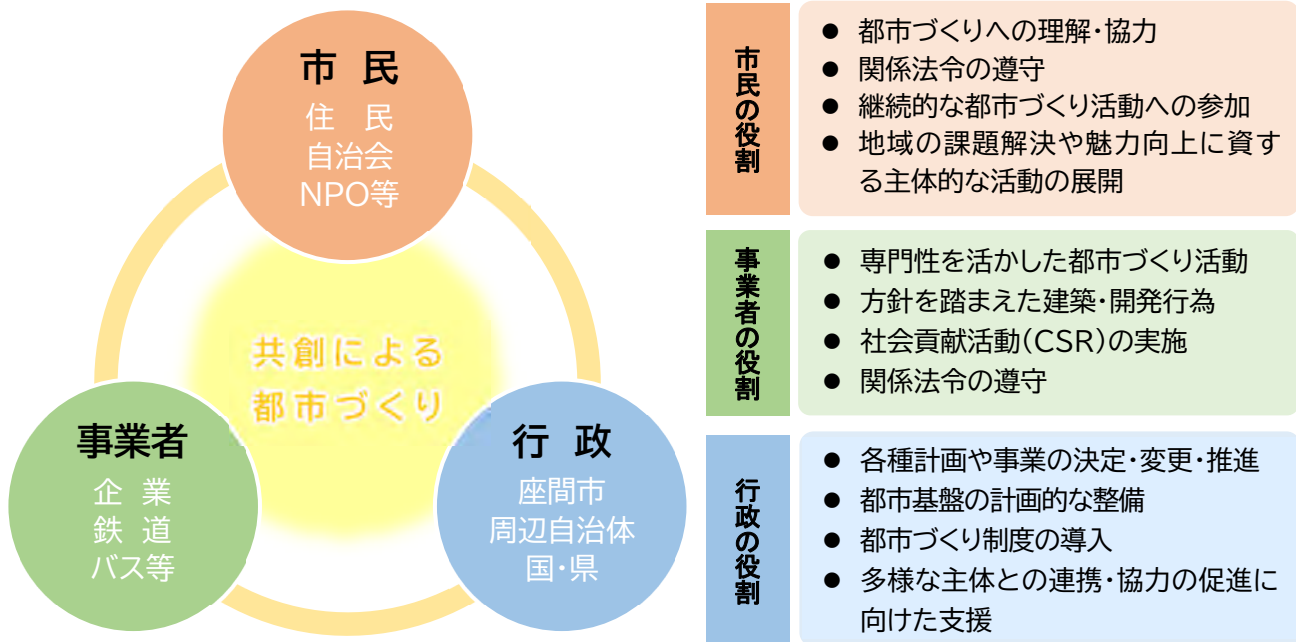 市 民
住 民
自治会
NPO等
共創による
都市づくり
事業者
企 業
鉄 道
バス等
行 政
座間市
周辺自治体
国・県
市民の役割
● 都市づくりへの理解・協力
● 関係法令の遵守
● 継続的な都市づくり活動への参加
● 地域の課題解決や魅力向上に資す
る主体的な活動の展開
事業者の役割
● 専門性を活かした都市づくり活動
● 方針を踏まえた建築・開発行為
● 社会貢献活動(CSR)の実施
● 関係法令の遵守
行政の役割
● 各種計画や事業の決定・変更・推進
● 都市基盤の計画的な整備
● 都市づくり制度の導入
● 多様な主体との連携・協力の促進に
向けた支援